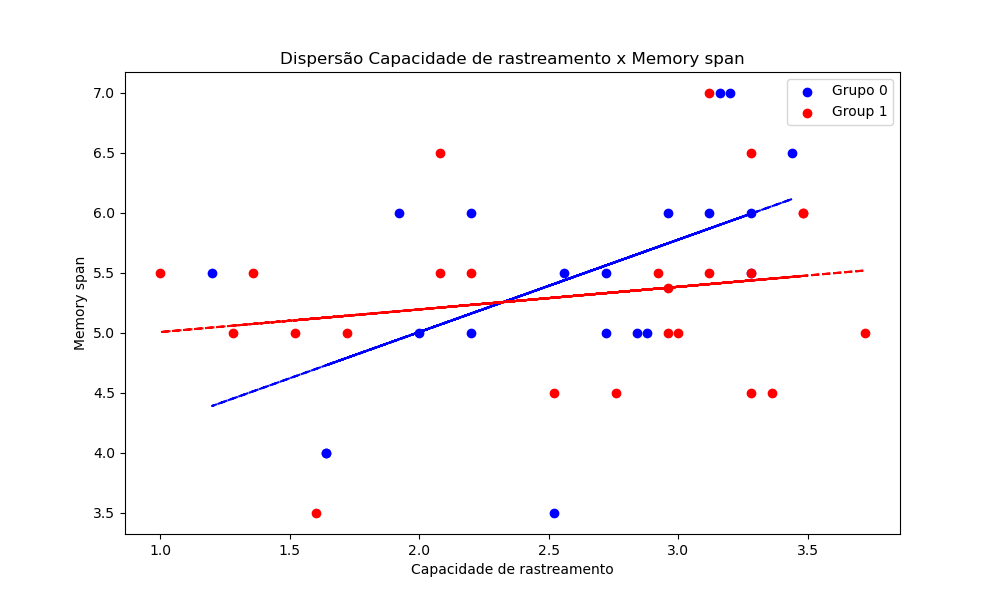 Dispersão Capacidade de rastreamento x Memory span
Grupo 0
Group 1
7.0
6.5
6.0
5.5
5.0
4.5
4.0
3.5
Memory span
1.0 1.5 2.0 2.5 3.0 3.5
Capacidade de rastreamento